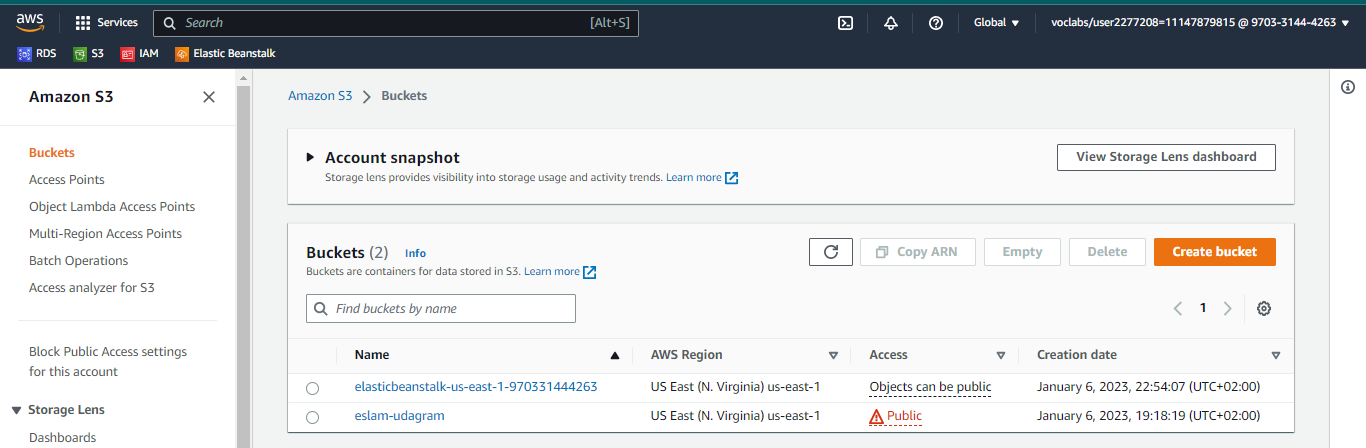 aws Services Search [Alt+S] Global voclabs/user2277208=11147879815 @ 9703-3144-4263
RDS S3 IAM Elastic Beanstalk
Amazon S3
Buckets
Access Points
Object Lambda Access Points
Multi-Region Access Points
Batch Operations
Access analyzer for S3
Block Public Access settings
for this account
Storage Lens
Dashboards
Amazon S3 > Buckets
Account snapshot
Storage lens provides visibility into storage usage and activity trends. Learn more
View Storage Lens dashboard
Buckets (2) Info
Buckets are containers for data stored in S3. Learn more
Copy ARN Empty Delete Create bucket
Find buckets by name
1
Name AWS Region Access Creation date
elasticbeanstalk-us-east-1-970331444263 US East (N. Virginia) us-east-1 Objects can be public January 6, 2023, 22:54:07 (UTC+02:00)
eslam-udagram US East (N. Virginia) us-east-1 Public January 6, 2023, 19:18:19 (UTC+02:00)